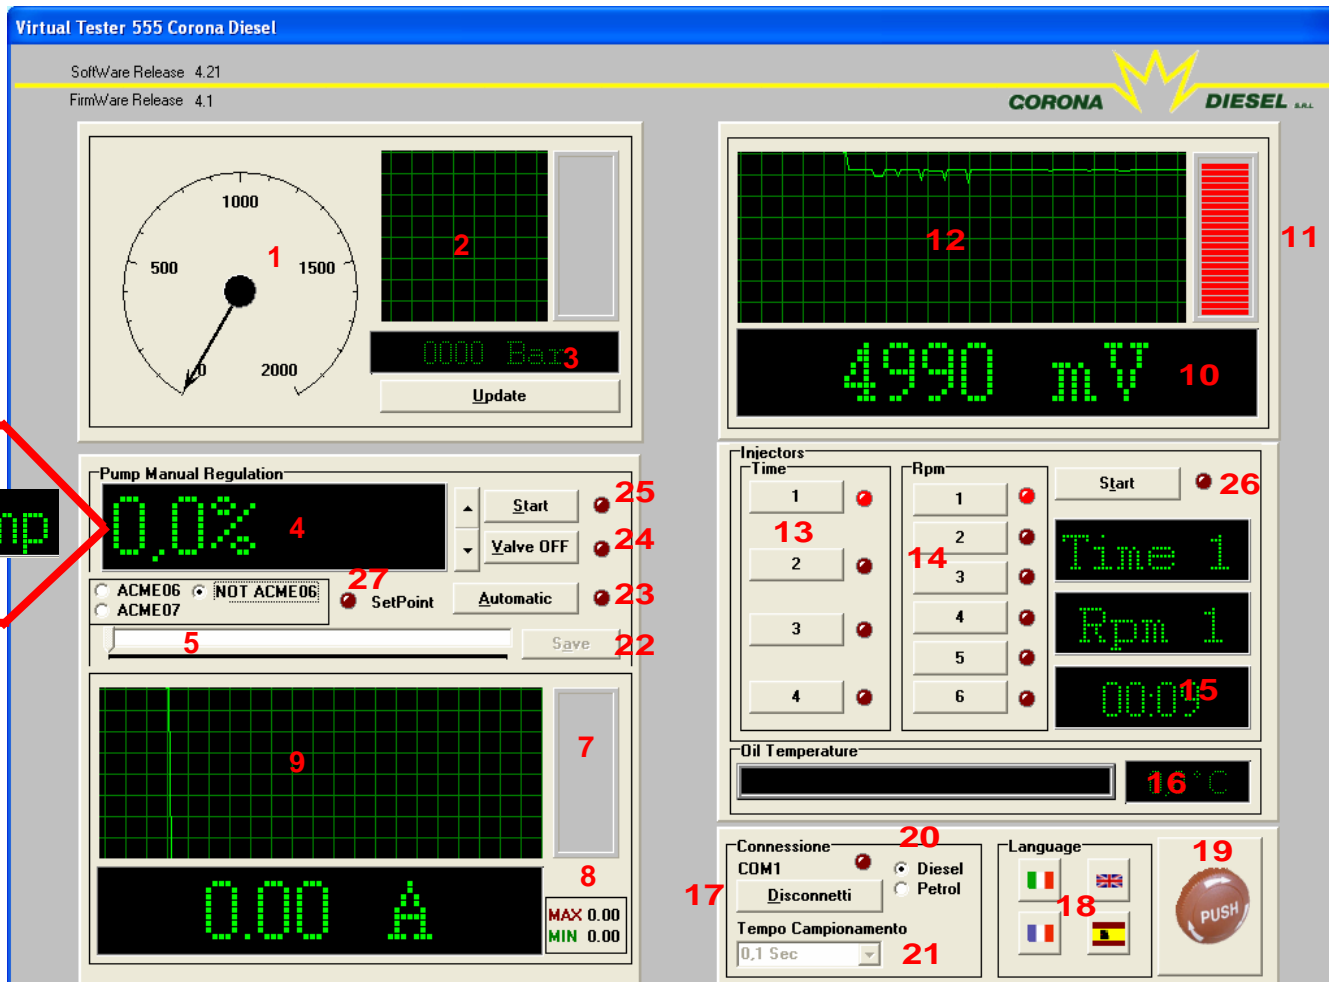 Virtual Tester 555 Corona Diesel
SoftWare Release 4.21
FirmWare Release 4.1
CORONA DIESEL S.R.L.
1000
500
1500
0
2000
1
2
0000 Bar
3
Update
12
11
4990 mV
10
Pump Manual Regulation
0,0%
4
Start
25
Valve OFF
24
ACME06
NOT ACME06
ACME07
27
SetPoint
Automatic
23
5
Save
22
9
7
8
0.00 A
MAX 0.00
MIN 0.00
Injectors
Time
1
13
2
3
4
Rpm
1
2
14
3
4
5
6
Start
26
Time 1
Rpm 1
00:09
15
Oil Temperature
16
°C
Connessione
COM1
20
Diesel
Petrol
17
Disconnetti
Tempo Campionamento
0,1 Sec
21
Language
18
19
PUSH